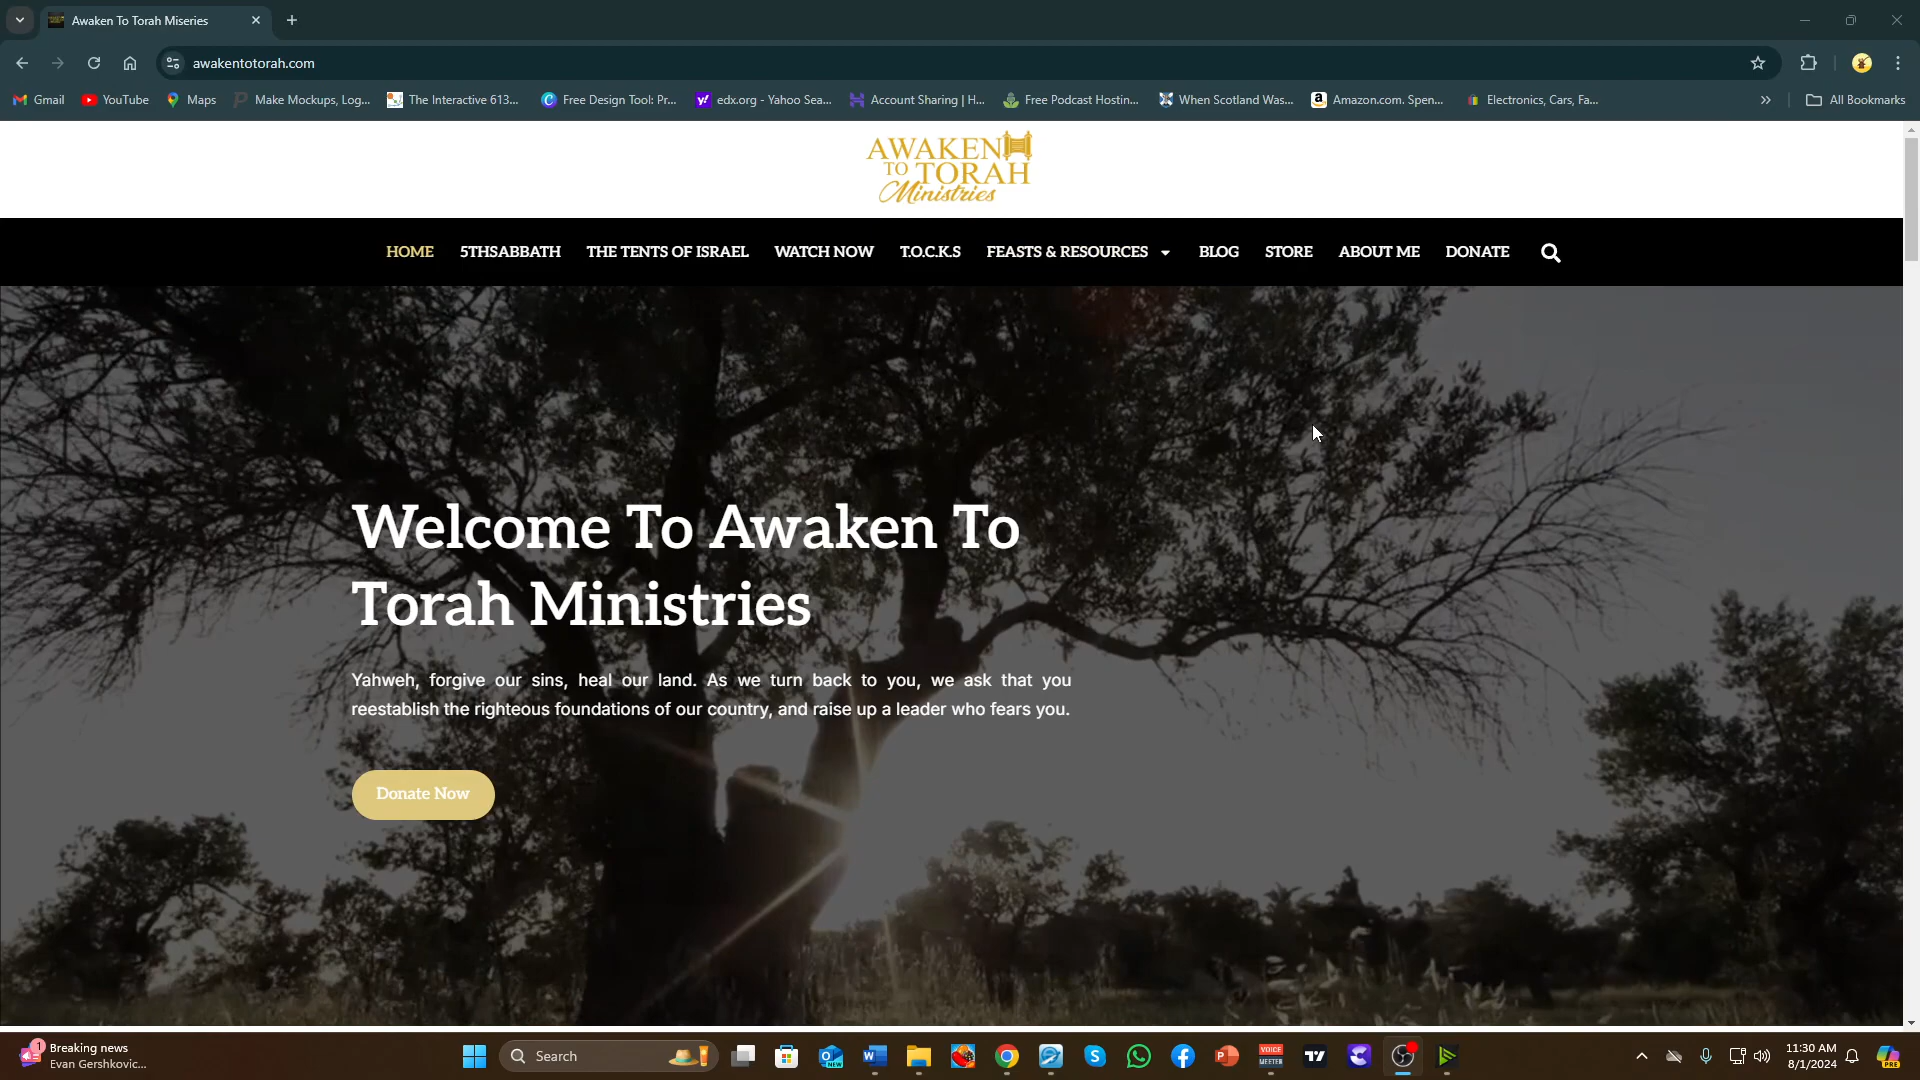 Awaken To Torah Miseries
awakentotorah.com
Gmail
YouTube
Maps
Make Mockups, Log...
The Interactive 613...
Free Design Tool: Pr...
edx.org - Yahoo Sea...
Account Sharing | H...
Free Podcast Hostin...
When Scotland Was...
Amazon.com. Spen...
Electronics, Cars, Fa...
All Bookmarks
AWAKEN
TO TORAH
Ministries
HOME 5THSABBATH THE TENTS OF ISRAEL WATCH NOW T.O.C.K.S FEASTS & RESOURCES BLOG STORE ABOUT ME DONATE
Welcome To Awaken To
Torah Ministries
Yahweh, forgive our sins, heal our land. As we turn back to you, we ask that you
reestablish the righteous foundations of our country, and raise up a leader who fears you.
Donate Now
1
Breaking news
Evan Gershkovic...
Search
NEW
VOICE
MEETER
11:30 AM
8/1/2024
PRE